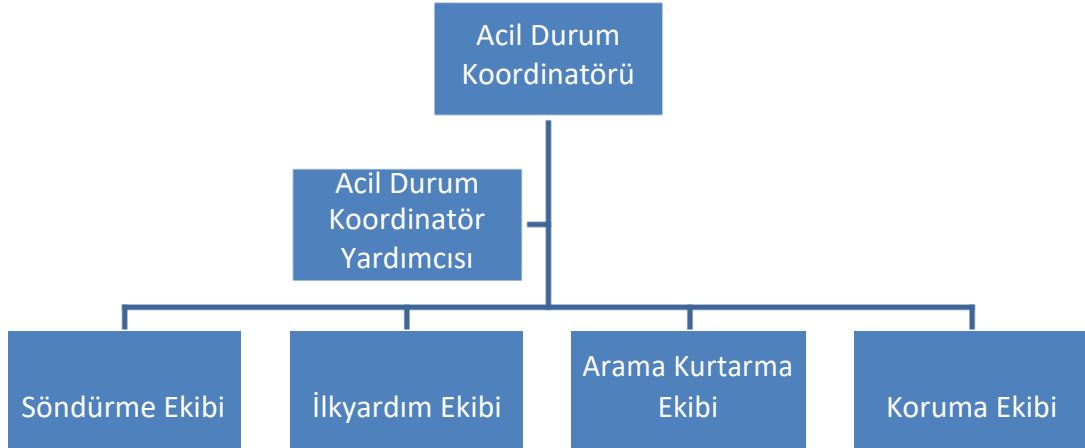 Acil Durum
Koordinatörü
Acil Durum
Koordinatör
Yardımcısı
Söndürme Ekibi
İlkyardım Ekibi
Arama Kurtarma
Ekibi
Koruma Ekibi